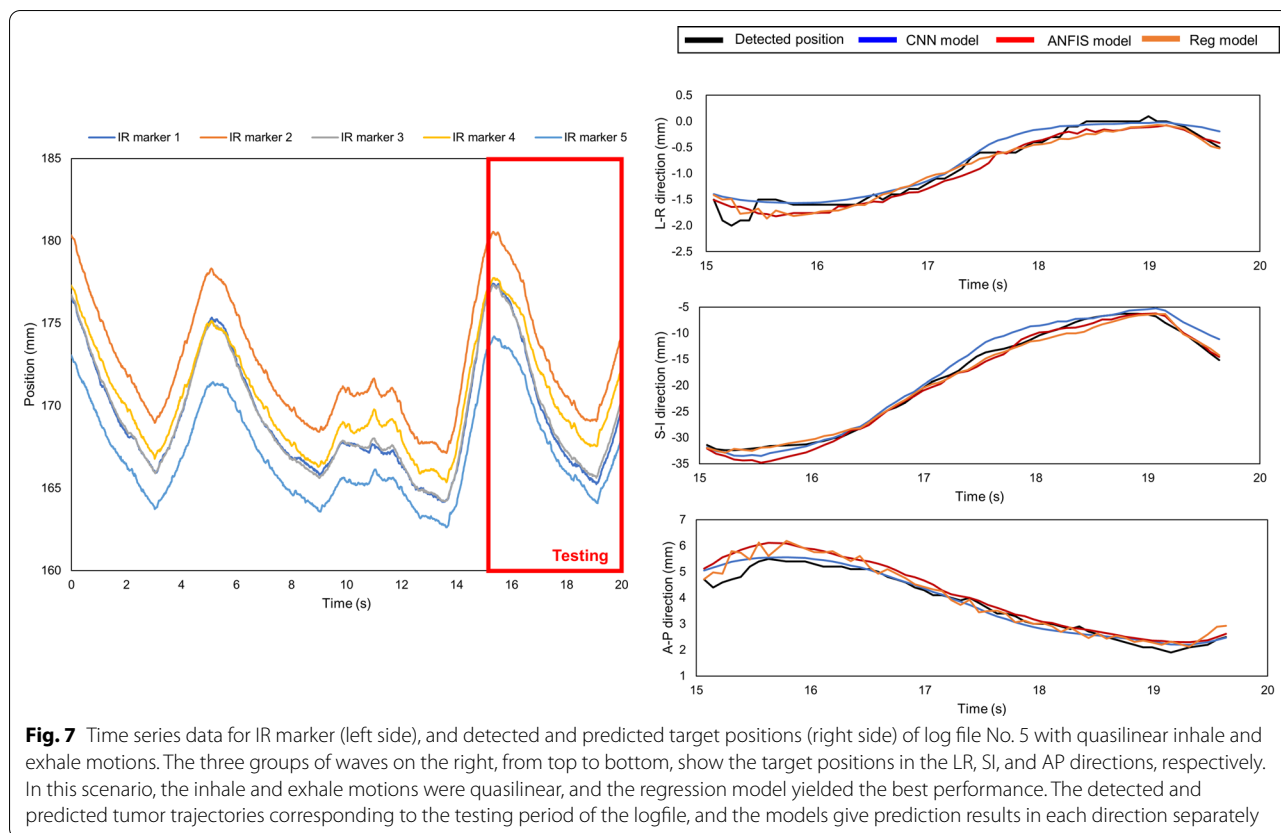 Detected position CNN model ANFIS model Reg model
IR marker 1 IR marker 2 IR marker 3 IR marker 4 IR marker 5
Position (mm)
185
180
175
170
165
160
Testing
0 2 4 6 8 10 12 14 16 18 20
Time (s)
L-R direction (mm)
0.5
0.0
-0.5
-1.0
-1.5
-2.0
-2.5
15 16 17 18 19 20
Time (s)
S-I direction (mm)
-5
-10
-15
-20
-25
-30
-35
15 16 17 18 19 20
Time (s)
A-P direction (mm)
7
6
5
4
3
2
1
15 16 17 18 19 20
Time (s)
Fig. 7 Time series data for IR marker (left side), and detected and predicted target positions (right side) of log file No. 5 with quasilinear inhale and
exhale motions. The three groups of waves on the right, from top to bottom, show the target positions in the LR, SI, and AP directions, respectively.
In this scenario, the inhale and exhale motions were quasilinear, and the regression model yielded the best performance. The detected and
predicted tumor trajectories corresponding to the testing period of the logfile, and the models give prediction results in each direction separately